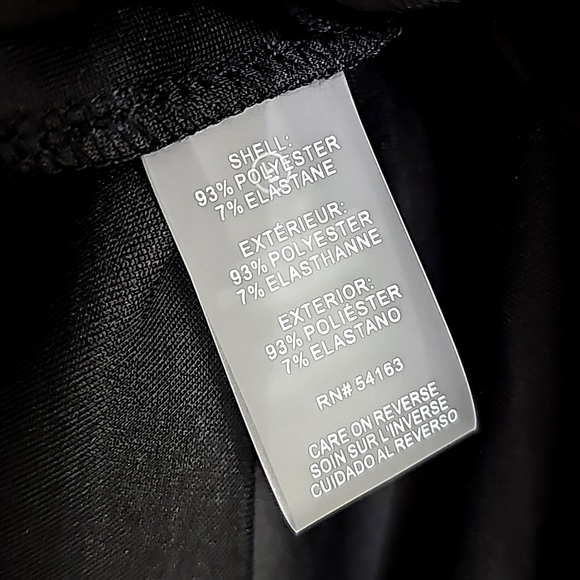 SHELL:
93% POLYESTER
7% ELASTANE
EXTÉRIEUR:
93% POLYESTER
7% ELASTHANNE
EXTERIOR:
93% POLIÉSTER
7% ELASTANO
RN# 54163
CARE ON REVERSE
SOIN SUR L'INVERSE
CUIDADO AL REVERSO